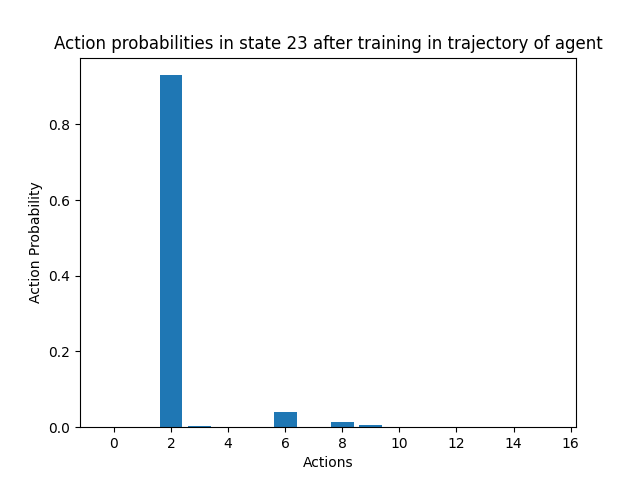 Action probabilities in state 23 after training in trajectory of agent
Action Probability
0.8
0.6
0.4
0.2
0.0
0 2 4 6 8 10 12 14 16
Actions